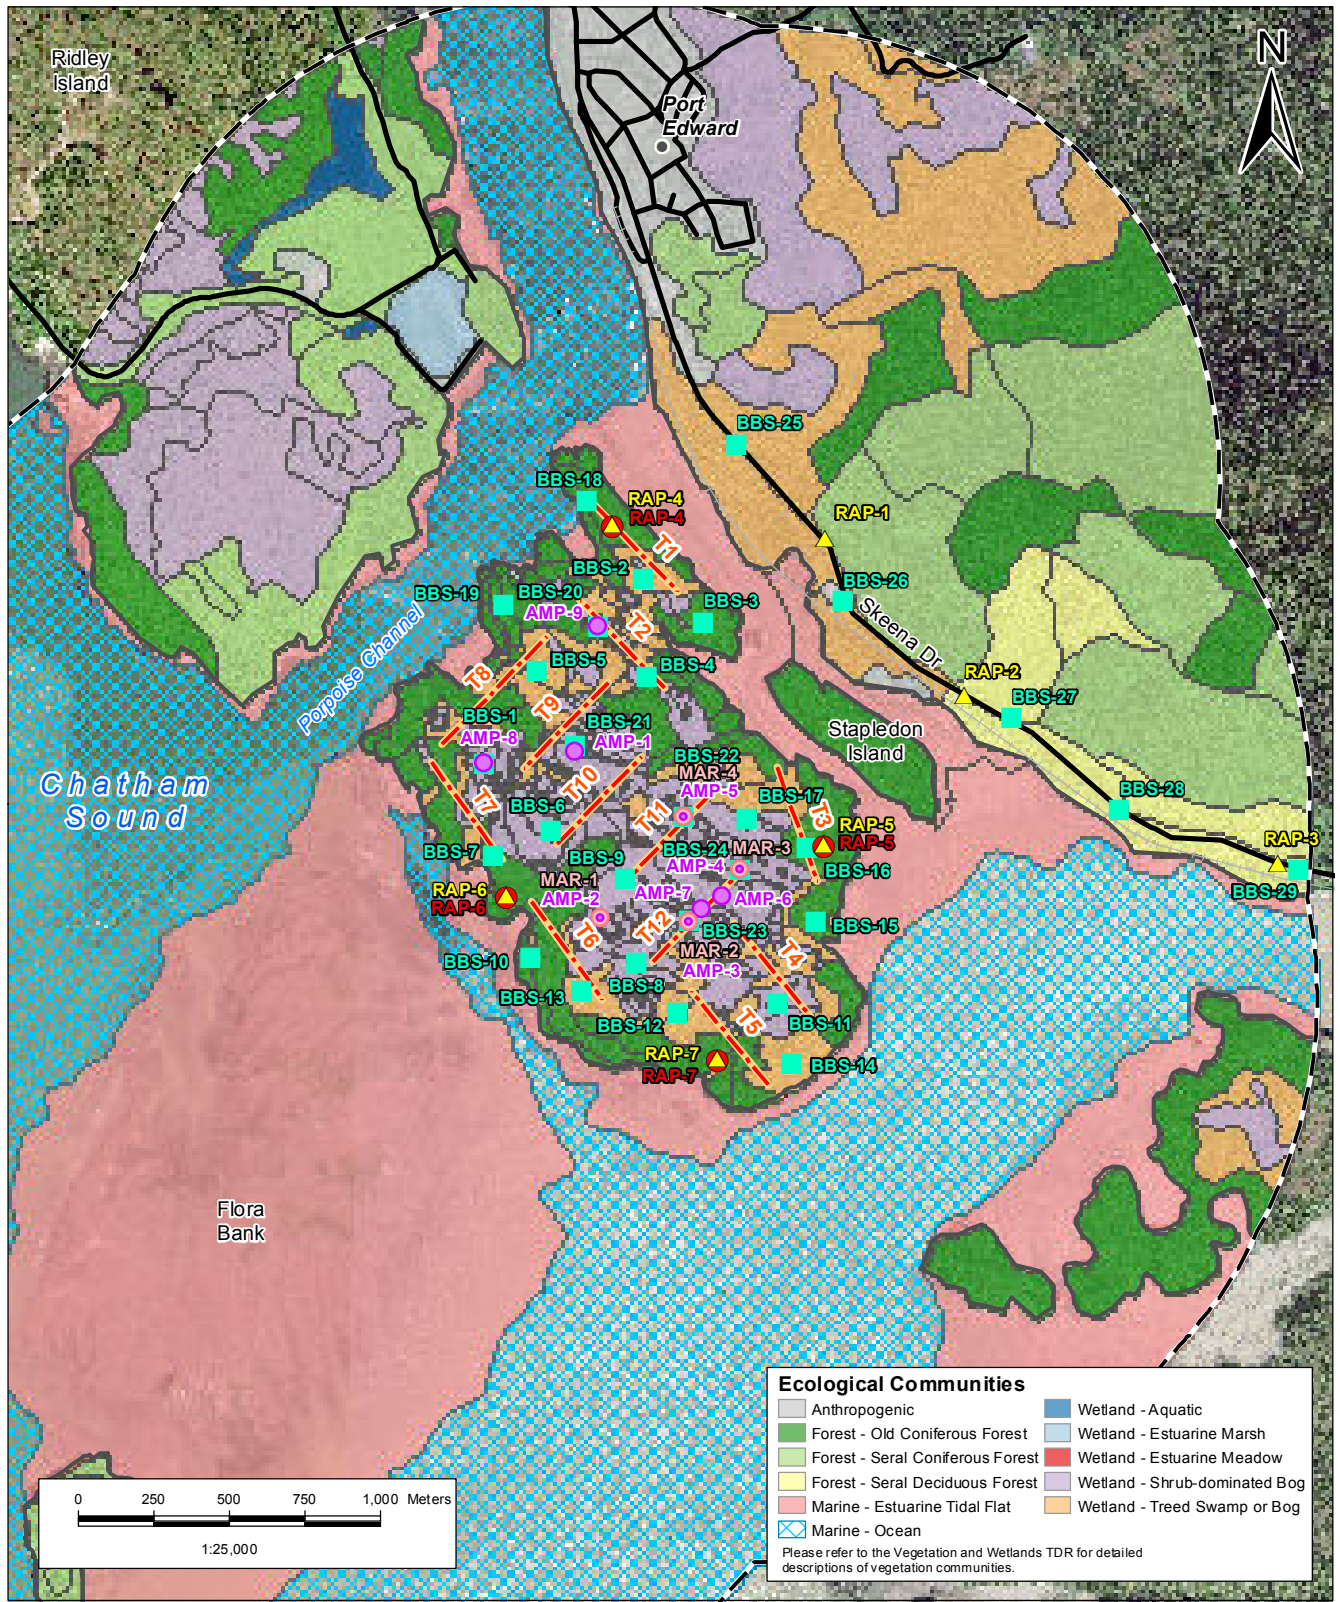 Ridley
Island
N
Port
Edward
BBS-25
BBS-18
RAP-4
RAP-4
RAP-1
T1
BBS-2
BBS-26
BBS-19
BBS-20
AMP-9
BBS-3
T2
Skeena Dr
Porpoise Channel
BBS-5
BBS-4
RAP-2
T8
BBS-27
T9
BBS-1
AMP-8
BBS-21
AMP-1
Stapledon
Island
BBS-22
MAR-4
AMP-5
Chatham
Sound
T10
BBS-28
BBS-17
T7
BBS-6
T11
T3
RAP-5
RAP-5
RAP-3
BBS-7
BBS-9
BBS-24
MAR-3
AMP-4
BBS-16
MAR-1
AMP-2
AMP-7
AMP-6
BBS-29
RAP-6
RAP-6
T6
T12
BBS-23
BBS-15
MAR-2
AMP-3
T4
BBS-10
BBS-8
BBS-13
BBS-12
T5
BBS-11
RAP-7
RAP-7
BBS-14
Flora
Bank
Ecological Communities
Anthropogenic
Forest - Old Coniferous Forest
Forest - Seral Coniferous Forest
Forest - Seral Deciduous Forest
Marine - Estuarine Tidal Flat
Marine - Ocean
Wetland - Aquatic
Wetland - Estuarine Marsh
Wetland - Estuarine Meadow
Wetland - Shrub-dominated Bog
Wetland - Treed Swamp or Bog
Please refer to the Vegetation and Wetlands TDR for detailed
descriptions of vegetation communities.
0 250 500 750 1,000 Meters
1:25,000